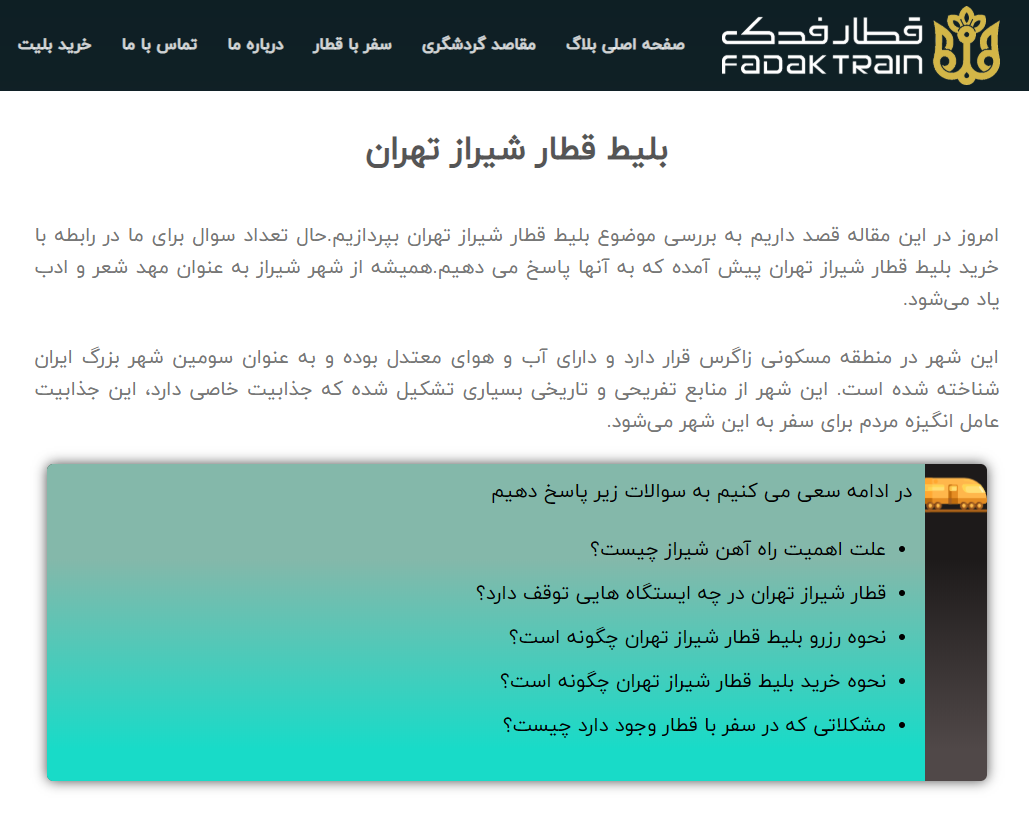 قطار فدک
FADAK TRAIN
صفحه اصلی بلاگ
مقاصد گردشگری
سفر با قطار
درباره ما
تماس با ما
خرید بلیت
بلیط قطار شیراز تهران
امروز در این مقاله قصد داریم به بررسی موضوع بلیط قطار شیراز تهران بپردازیم.حال تعداد سوال برای ما در رابطه با
خرید بلیط قطار شیراز تهران پیش آمده که به آنها پاسخ می دهیم.همیشه از شهر شیراز به عنوان مهد شعر و ادب
یاد می‌شود.
این شهر در منطقه مسکونی زاگرس قرار دارد و دارای آب و هوای معتدل بوده و به عنوان سومین شهر بزرگ ایران
شناخته شده است. این شهر از منابع تفریحی و تاریخی بسیاری تشکیل شده که جذابیت خاصی دارد، این جذابیت
عامل انگیزه مردم برای سفر به این شهر می‌شود.
در ادامه سعی می کنیم به سوالات زیر پاسخ دهیم
• علت اهمیت راه آهن شیراز چیست؟
• قطار شیراز تهران در چه ایستگاه هایی توقف دارد؟
• نحوه رزرو بلیط قطار شیراز تهران چگونه است؟
• نحوه خرید بلیط قطار شیراز تهران چگونه است؟
• مشکلاتی که در سفر با قطار وجود دارد چیست؟